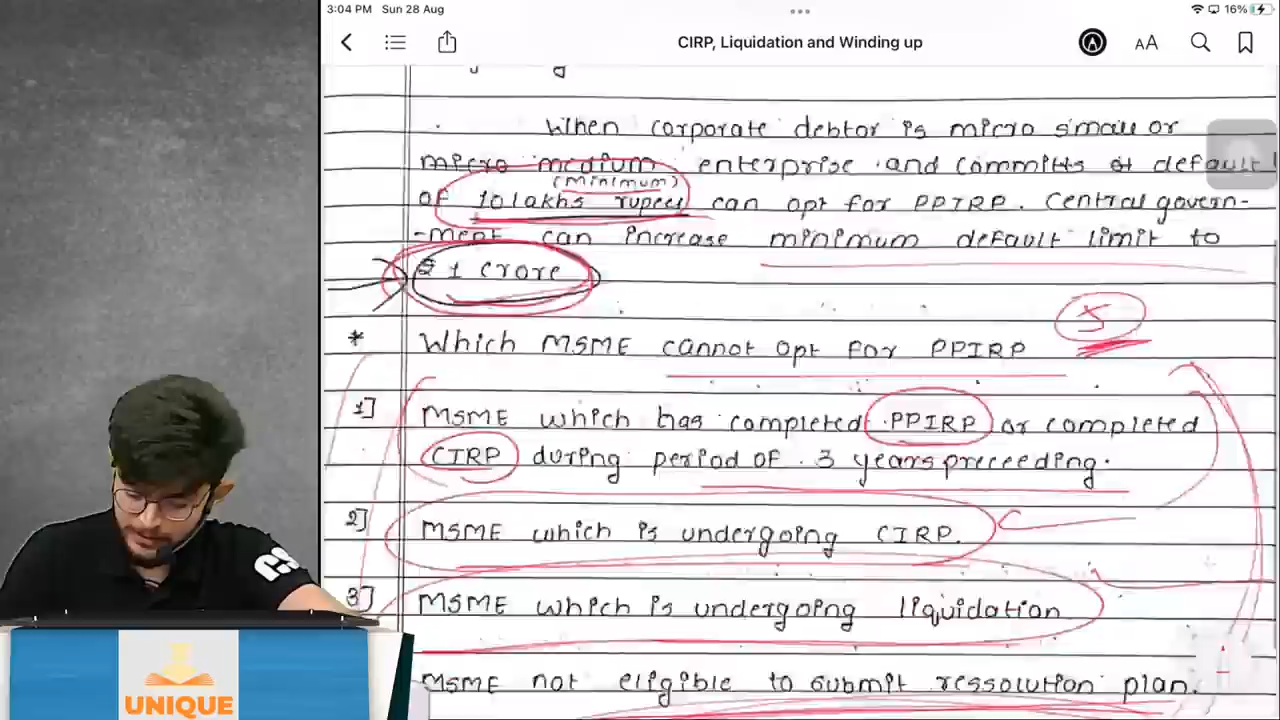 3:04 PM Sun 28 Aug
16%
CIRP, Liquidation and Winding up
AA
When corporate debtor is micro small or
micro medium enterprise and committs a default
(minimum)
of 10 lakhs rupees can opt for PPIRP. Central govern-
-ment can increase minimum default limit to
1 crore
5
* Which MSME cannot opt for PPIRP
1] MSME which has completed PPIRP or completed
CIRP during period of 3 years preceeding.
2] MSME which is undergoing CIRP.
3] MSME which is undergoing liquidation
MSME not eligible to submit ressolution plan.
CS
UNIQUE